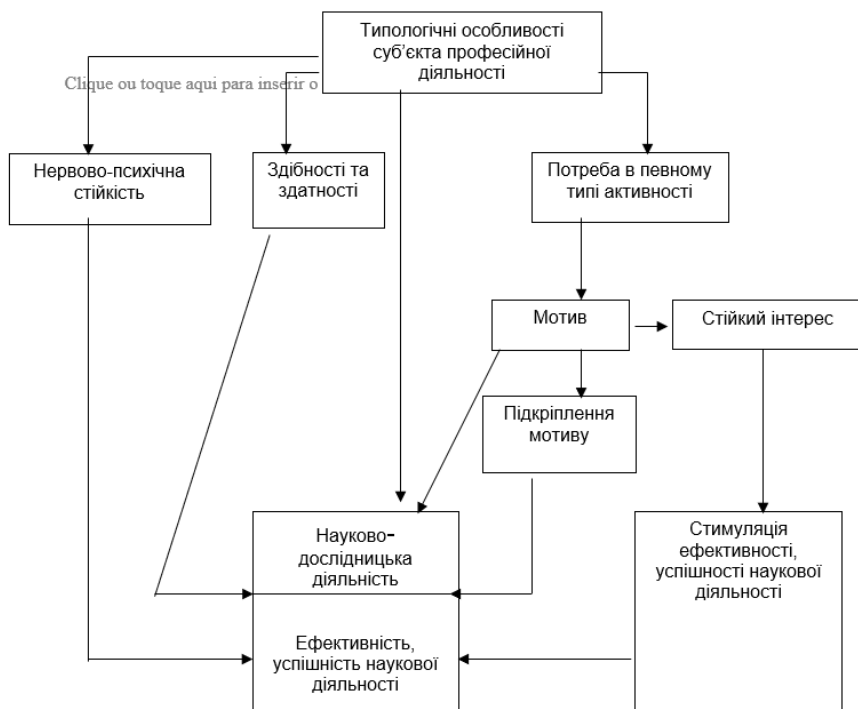 Типологічні особливості
суб’єкта професійної
діяльності
Clique ou toque aqui para inserir o
Нервово-психічна
стійкість
Здібності та
здатності
Потреба в певному
типі активності
Мотив
Стійкий інтерес
Підкріплення
мотиву
Науково-
дослідницька
діяльність
Стимуляція
ефективності,
успішності наукової
діяльності
Ефективність,
успішність наукової
діяльності